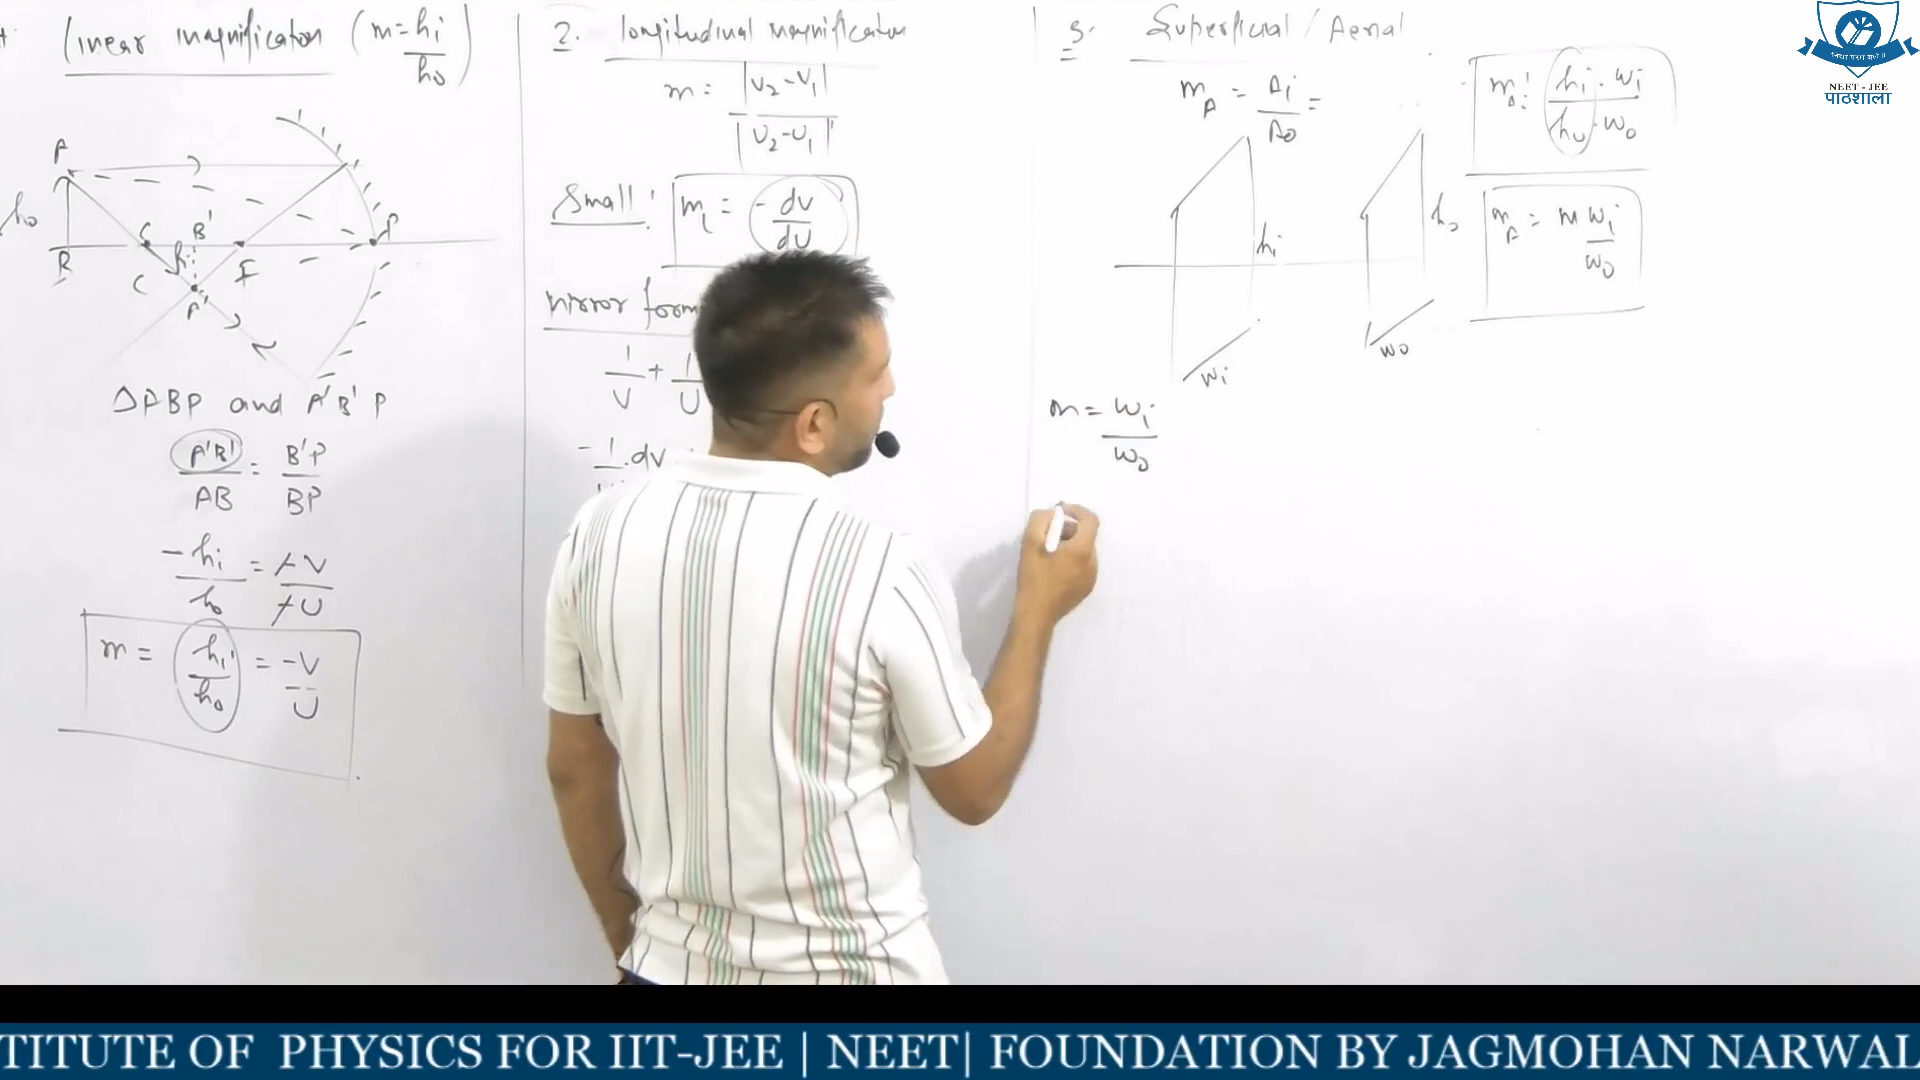 Linear magnification (m = hi/ho)
A
ho
B
C
B'
hi
F
P
C
A'
ΔABP and A'B'P
A'B'/AB = B'P/BP
-hi/ho = +V/+U
m = hi/ho = -V/U
2. longitudinal magnification
m = |V2-V1|/|U2-U1|
Small: mL = -dv/dU
mirror form
1/V + 1/U
-1/ .dv
3. Superficial / Aerial
mA = Ai/Ao =
hi
wi
ho
wo
mA: hi.wi/ho.wo
mA = m wi/wo
m = wi/wo
NEET - JEE
पाठशाला
TITUTE OF PHYSICS FOR IIT-JEE | NEET| FOUNDATION BY JAGMOHAN NARWAL